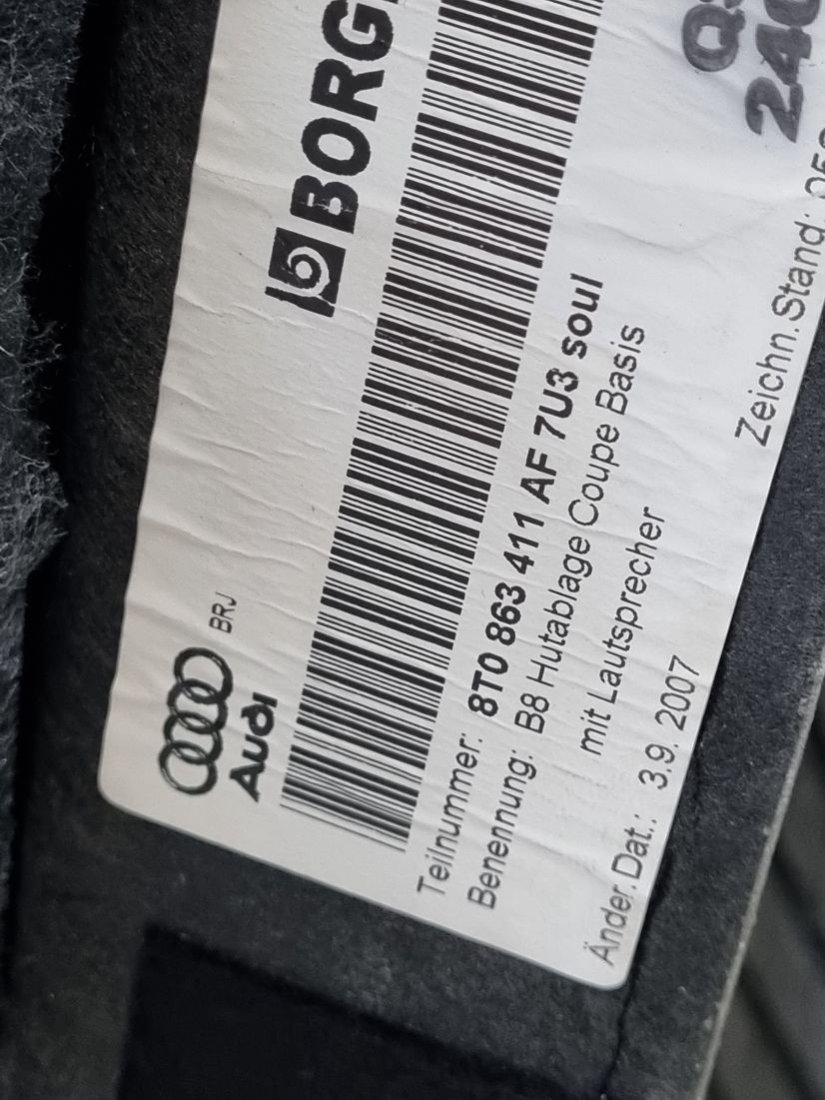 Audi
BRJ
BORG
Teilnummer: 8T0 863 411 AF 7U3 soul
Benennung: B8 Hutablage Coupe Basis
mit Lautsprecher
Änder.Dat.: 3.9. 2007
Zeichn.Stand: